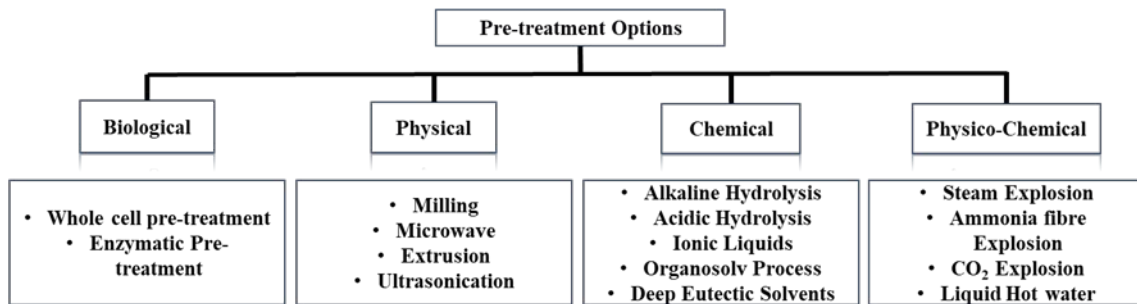 Pre-treatment Options
Biological
Physical
Chemical
Physico-Chemical
• Whole cell pre-treatment
• Enzymatic Pre-
treatment
• Milling
• Microwave
• Extrusion
• Ultrasonication
• Alkaline Hydrolysis
• Acidic Hydrolysis
• Ionic Liquids
• Organosolv Process
• Deep Eutectic Solvents
• Steam Explosion
• Ammonia fibre
Explosion
• CO₂ Explosion
• Liquid Hot water